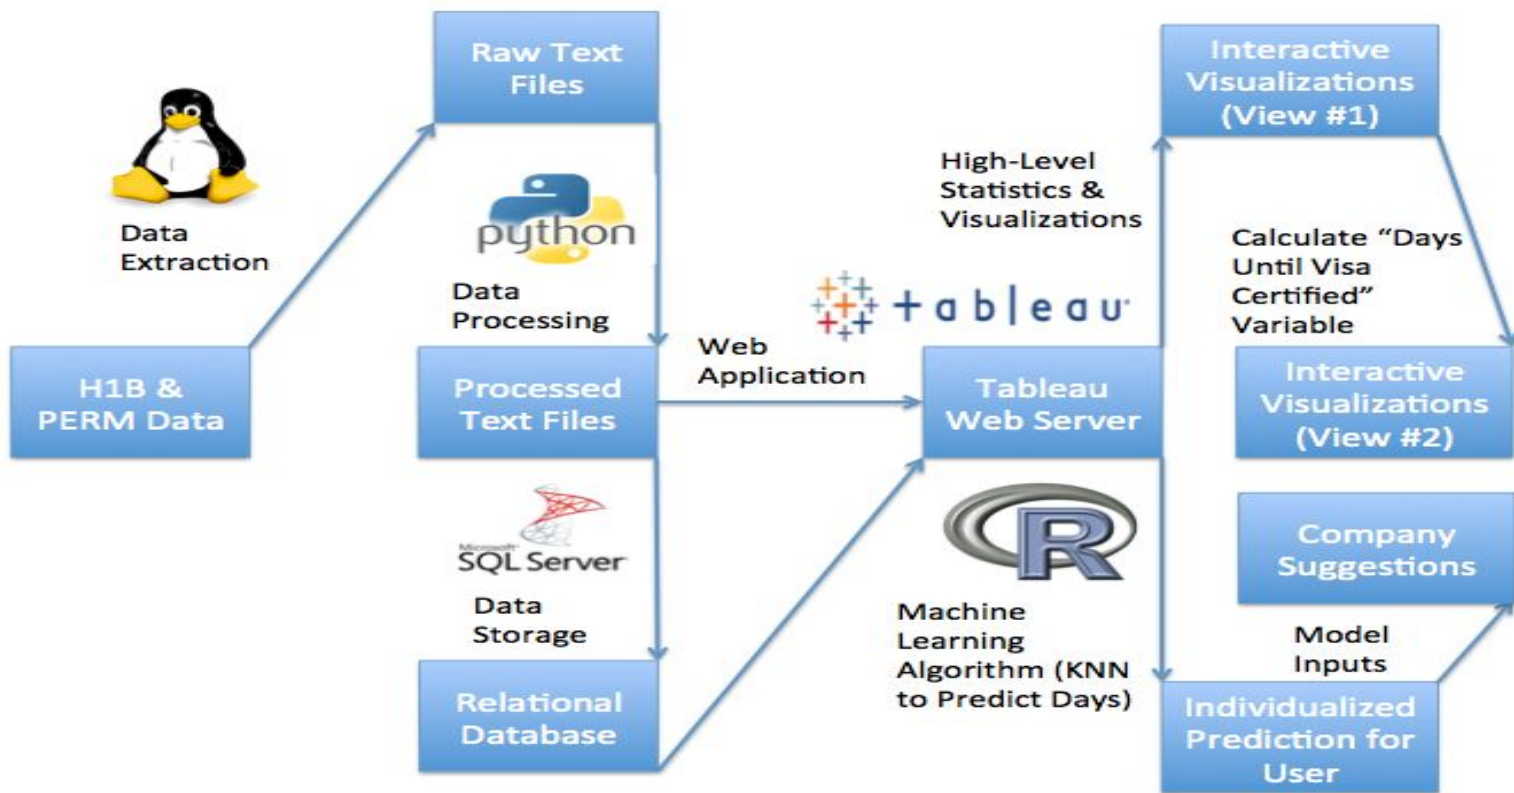 Raw Text
Files
Interactive
Visualizations
(View #1)
Data
Extraction
python
Data
Processing
High-Level
Statistics &
Visualizations
Calculate “Days
Until Visa
Certified”
Variable
+ a b l e a u
Web
Application
H1B &
PERM Data
Processed
Text Files
Tableau
Web Server
Interactive
Visualizations
(View #2)
Microsoft
SQL Server
Data
Storage
R
Machine
Learning
Algorithm (KNN
to Predict Days)
Company
Suggestions
Model
Inputs
Relational
Database
Individualized
Prediction for
User